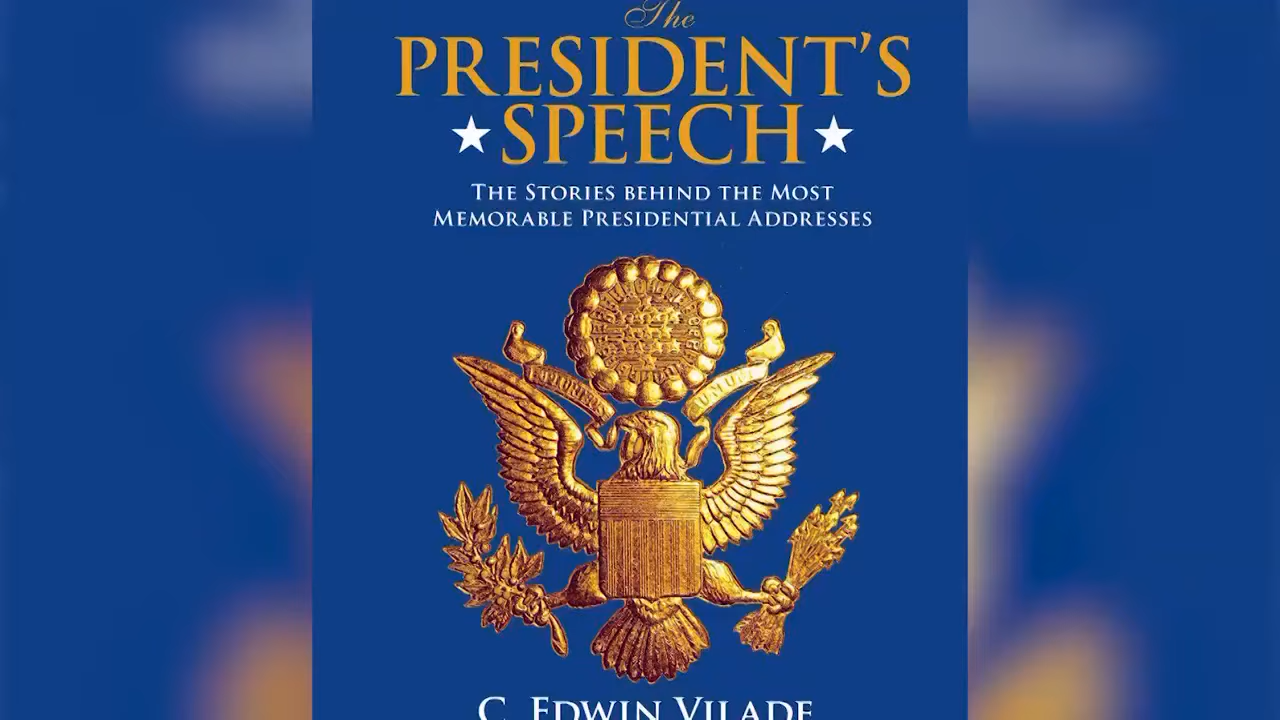 The
PRESIDENT'S
SPEECH
THE STORIES BEHIND THE MOST
MEMORABLE PRESIDENTIAL ADDRESSES
C. EDWIN VILADE